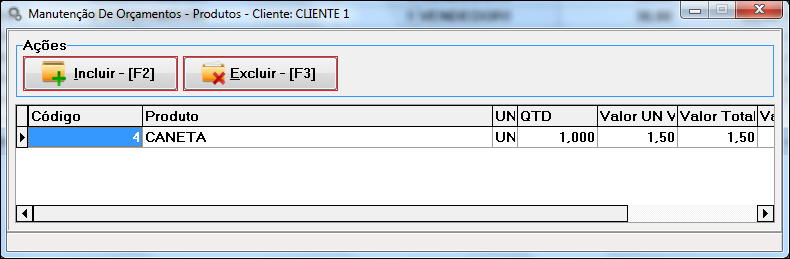 Manutenção De Orçamentos - Produtos - Cliente: CLIENTE 1
Ações
Incluir - [F2] Excluir - [F3]
Código Produto UN QTD Valor UN V Valor Total Va
4 CANETA UN 1,000 1,50 1,50